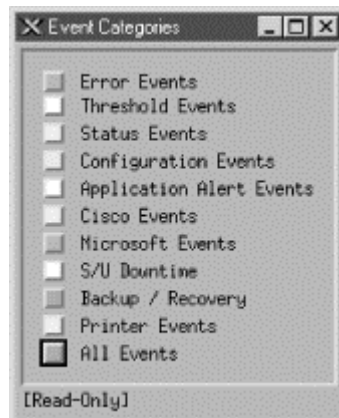 Event Categories
Error Events
Threshold Events
Status Events
Configuration Events
Application Alert Events
Cisco Events
Microsoft Events
S/U Downtime
Backup / Recovery
Printer Events
All Events
[Read-Only]